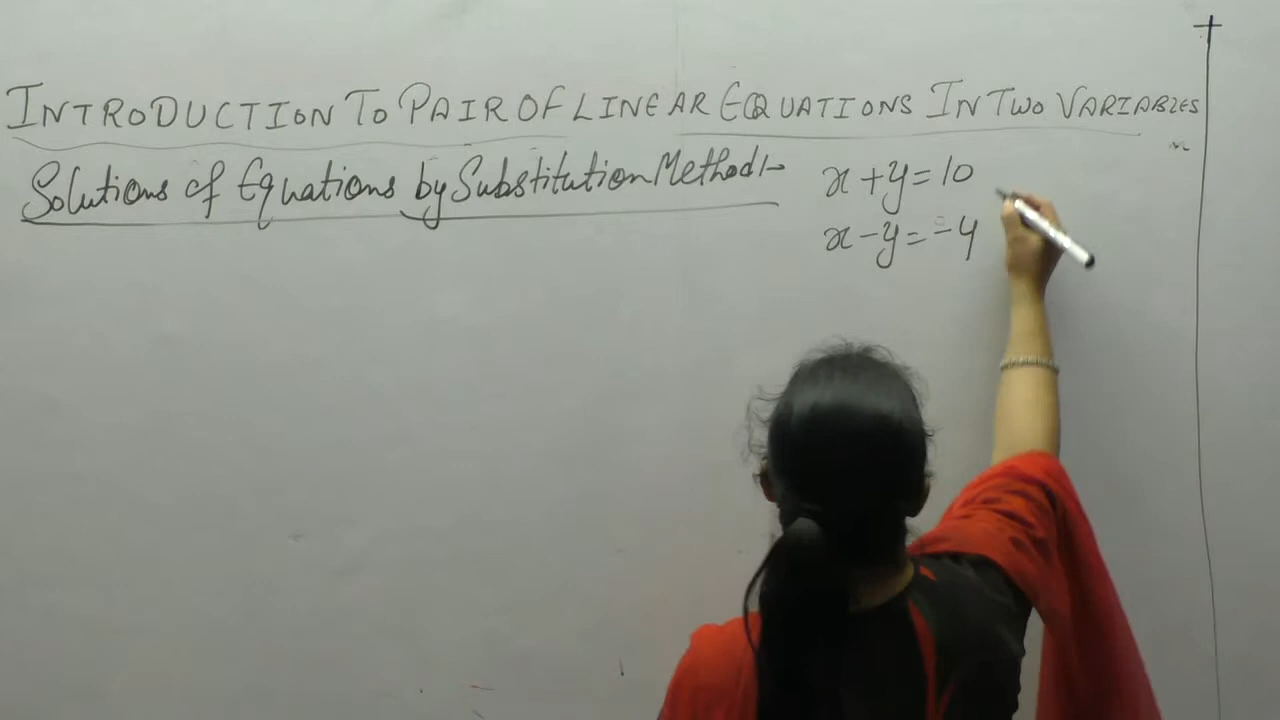 INTRODUCTION TO PAIR OF LINEAR EQUATIONS IN TWO VARIABLES
Solutions of Equations by Substitution Method:-
x+y=10
x-y=-4